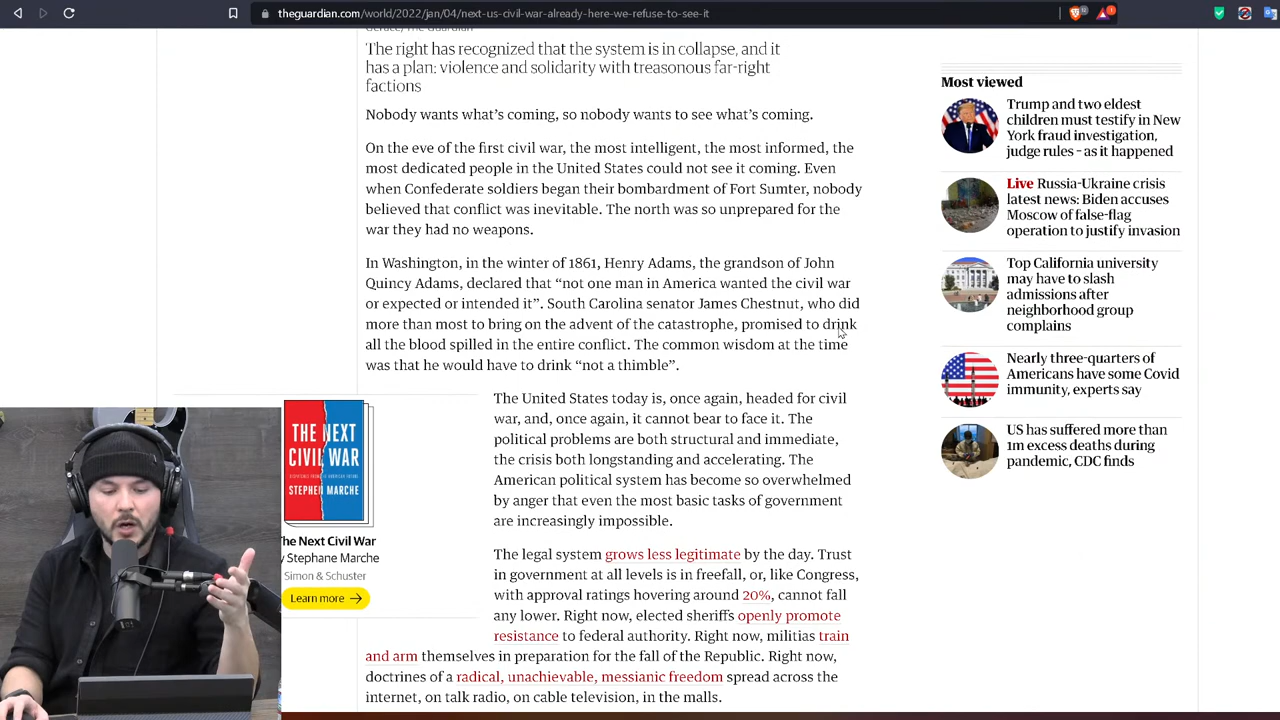 theguardian.com/world/2022/jan/04/next-us-civil-war-already-here-we-refuse-to-see-it
The right has recognized that the system is in collapse, and it
has a plan: violence and solidarity with treasonous far-right
factions
Nobody wants what's coming, so nobody wants to see what's coming.
On the eve of the first civil war, the most intelligent, the most informed, the
most dedicated people in the United States could not see it coming. Even
when Confederate soldiers began their bombardment of Fort Sumter, nobody
believed that conflict was inevitable. The north was so unprepared for the
war they had no weapons.
In Washington, in the winter of 1861, Henry Adams, the grandson of John
Quincy Adams, declared that “not one man in America wanted the civil war
or expected or intended it”. South Carolina senator James Chestnut, who did
more than most to bring on the advent of the catastrophe, promised to drink
all the blood spilled in the entire conflict. The common wisdom at the time
was that he would have to drink “not a thimble”.
The United States today is, once again, headed for civil
war, and, once again, it cannot bear to face it. The
political problems are both structural and immediate,
the crisis both longstanding and accelerating. The
American political system has become so overwhelmed
by anger that even the most basic tasks of government
are increasingly impossible.
The legal system grows less legitimate by the day. Trust
in government at all levels is in freefall, or, like Congress,
with approval ratings hovering around 20%, cannot fall
any lower. Right now, elected sheriffs openly promote
resistance to federal authority. Right now, militias train
and arm themselves in preparation for the fall of the Republic. Right now,
doctrines of a radical, unachievable, messianic freedom spread across the
internet, on talk radio, on cable television, in the malls.
THE NEXT
CIVIL WAR
STEPHEN MARCHE
he Next Civil War
y Stephane Marche
Simon & Schuster
Learn more →
Most viewed
Trump and two eldest
children must testify in New
York fraud investigation,
judge rules – as it happened
Live Russia-Ukraine crisis
latest news: Biden accuses
Moscow of false-flag
operation to justify invasion
Top California university
may have to slash
admissions after
neighborhood group
complains
Nearly three-quarters of
Americans have some Covid
immunity, experts say
US has suffered more than
1m excess deaths during
pandemic, CDC finds